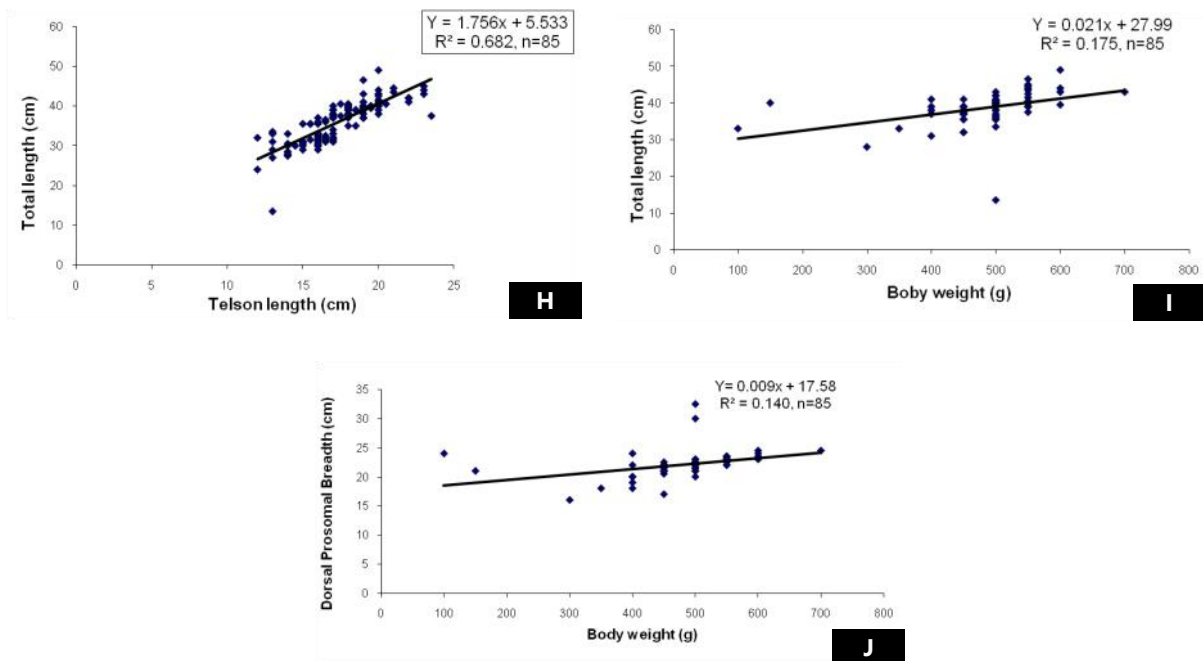 Y = 1.756x + 5.533
R² = 0.682, n=85
Total length (cm)
60
50
40
30
20
10
0
0 5 10 15 20 25
Telson length (cm)
H
Y = 0.021x + 27.99
R² = 0.175, n=85
Total length (cm)
60
50
40
30
20
10
0
0 100 200 300 400 500 600 700 800
Boby weight (g)
I
Y= 0.009x + 17.58
R² = 0.140, n=85
Dorsal Prosomal Breadth (cm)
35
30
25
20
15
10
5
0
0 100 200 300 400 500 600 700 800
Body weight (g)
J